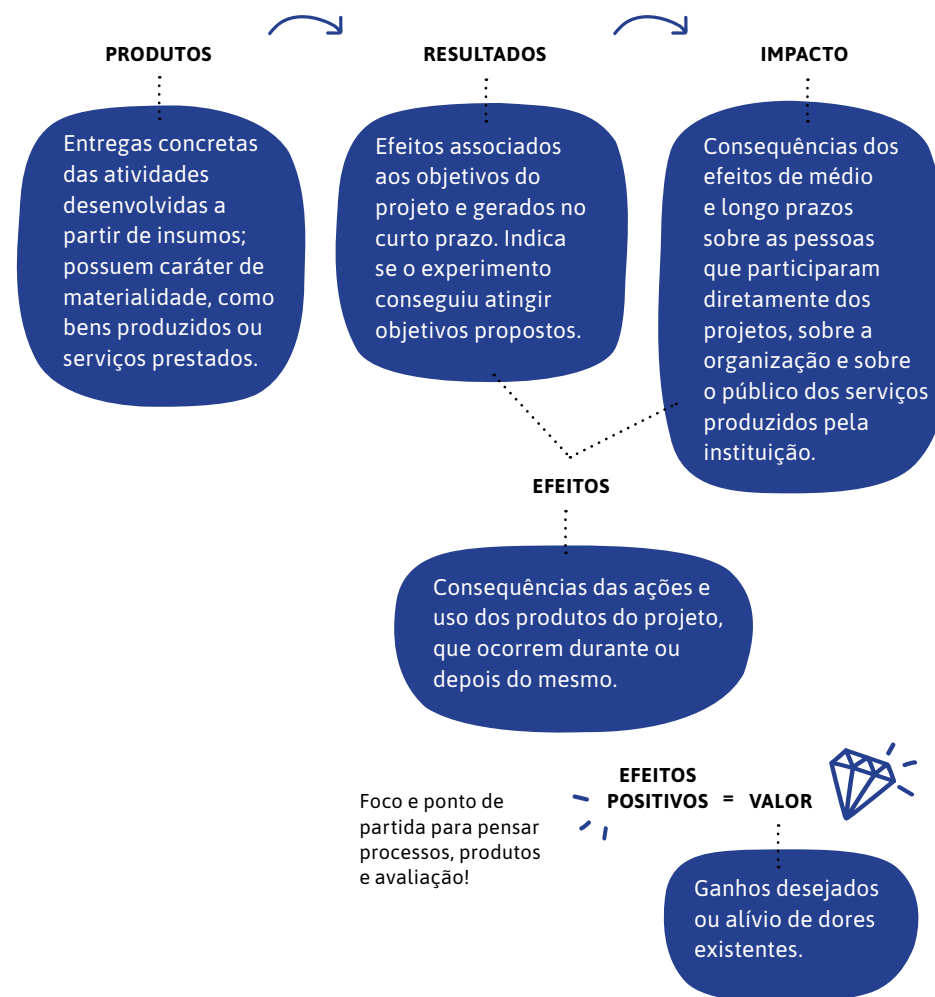 PRODUTOS
Entregas concretas
das atividades
desenvolvidas a
partir de insumos;
possuem caráter de
materialidade, como
bens produzidos ou
serviços prestados.
RESULTADOS
Efeitos associados
aos objetivos do
projeto e gerados no
curto prazo. Indica
se o experimento
conseguiu atingir
objetivos propostos.
IMPACTO
Consequências dos
efeitos de médio
e longo prazos
sobre as pessoas
que participaram
diretamente dos
projetos, sobre a
organização e sobre
o público dos serviços
produzidos pela
instituição.
EFEITOS
Consequências das ações e
uso dos produtos do projeto,
que ocorrem durante ou
depois do mesmo.
Foco e ponto de
partida para pensar
processos, produtos
e avaliação!
EFEITOS
POSITIVOS = VALOR
Ganhos desejados
ou alívio de dores
existentes.